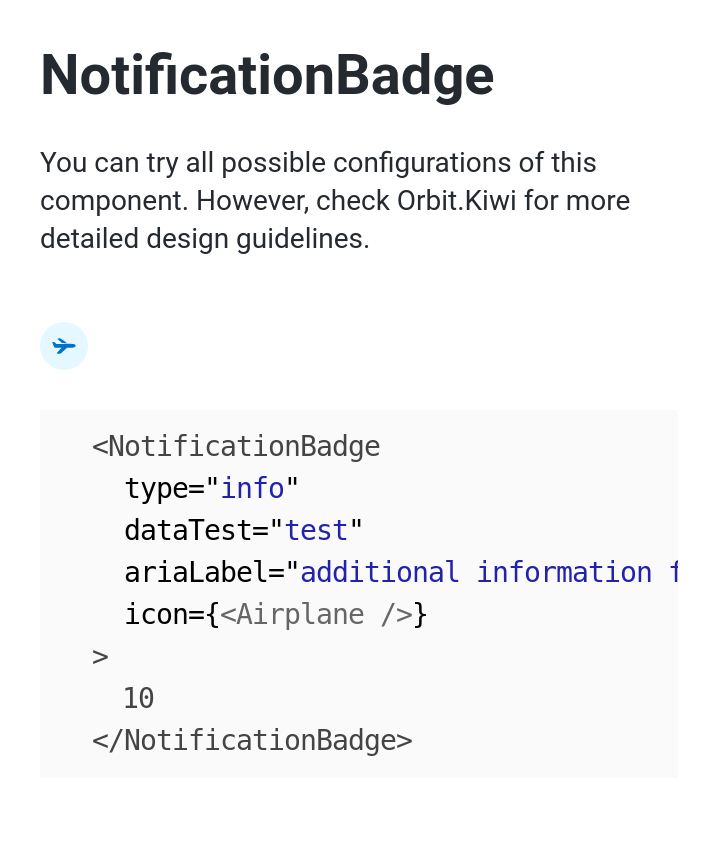 NotificationBadge
You can try all possible configurations of this
component. However, check Orbit.Kiwi for more
detailed design guidelines.
<NotificationBadge
type="info"
dataTest="test"
ariaLabel="additional information
icon={<Airplane />}
>
10
</NotificationBadge>